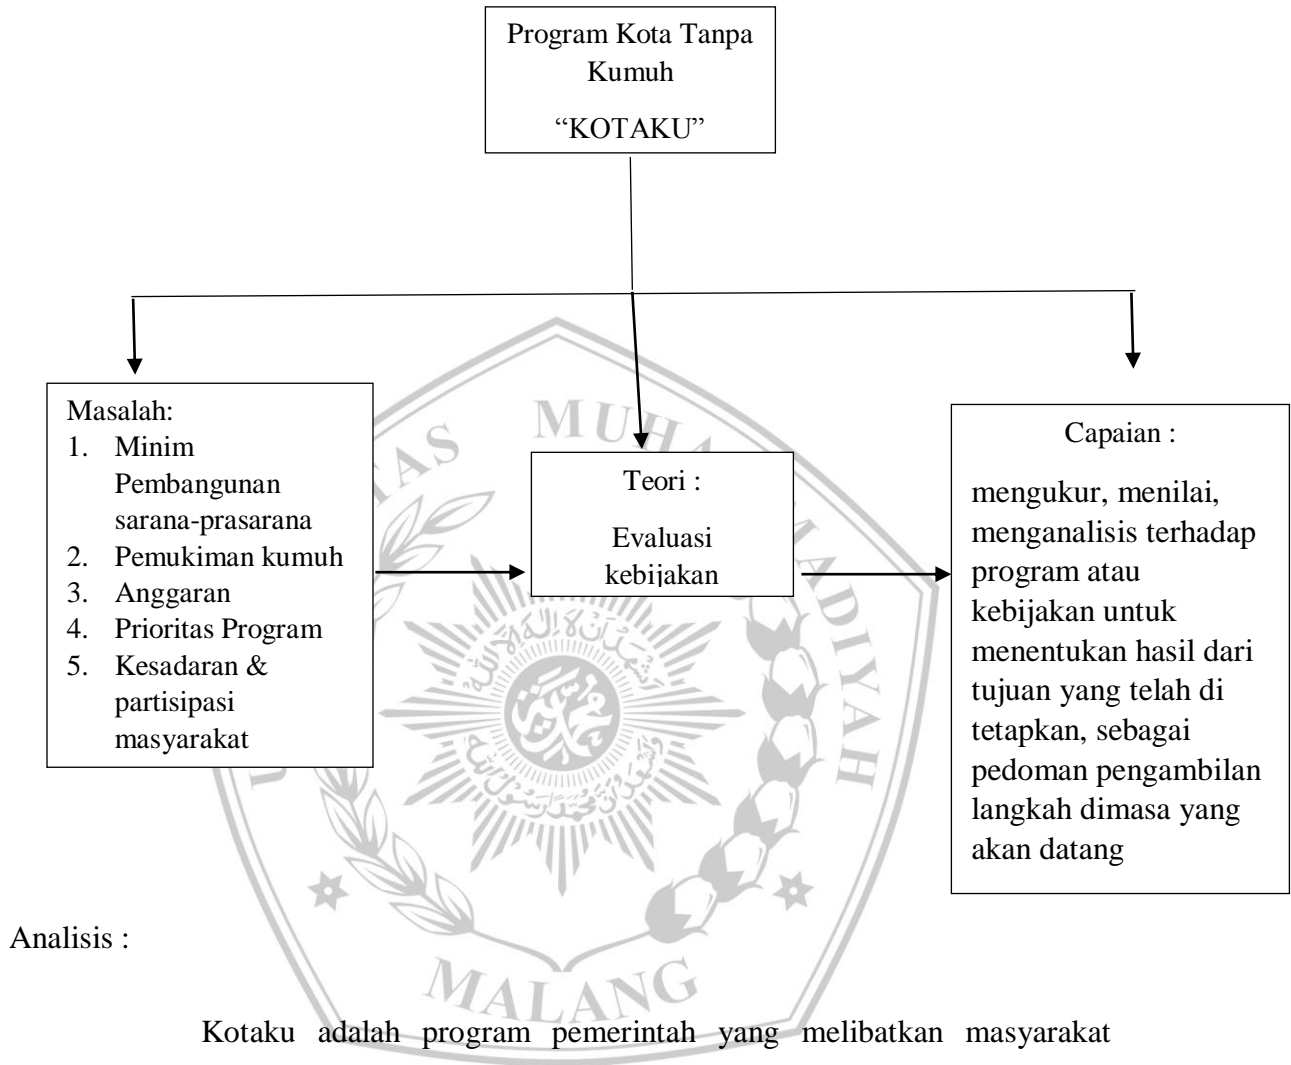 Program Kota Tanpa
Kumuh
“KOTAKU”
Masalah:
1. Minim
Pembangunan
sarana-prasarana
2. Pemukiman kumuh
3. Anggaran
4. Prioritas Program
5. Kesadaran &
partisipasi
masyarakat
Teori :
Evaluasi
kebijakan
Capaian :
mengukur, menilai,
menganalisis terhadap
program atau
kebijakan untuk
menentukan hasil dari
tujuan yang telah di
tetapkan, sebagai
pedoman pengambilan
langkah dimasa yang
akan datang
MALANG
Analisis :
Kotaku adalah program pemerintah yang melibatkan masyarakat